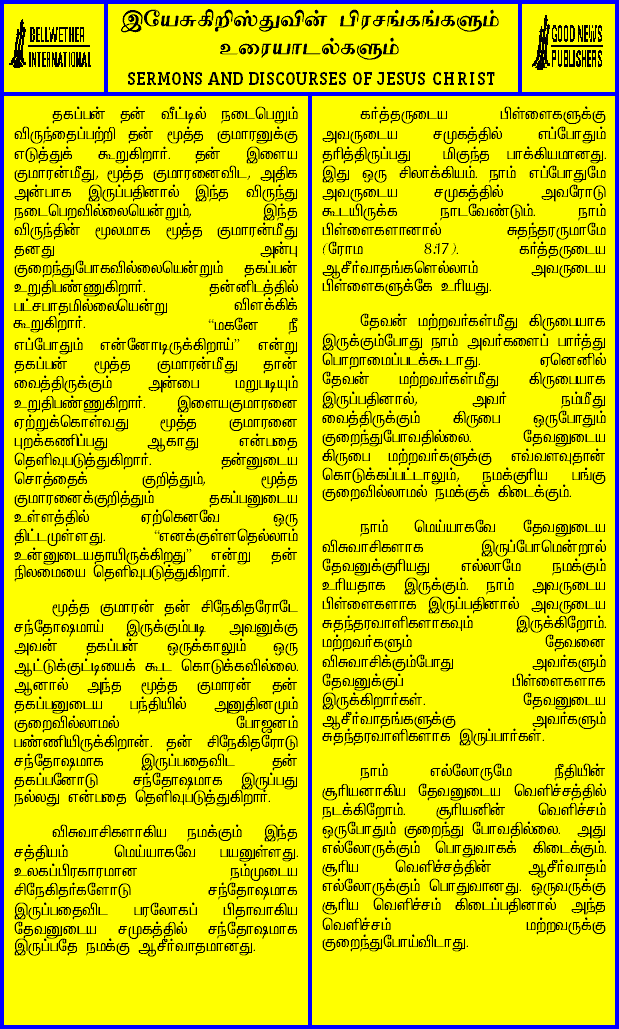 BELLWETHER
INTERNATIONAL
இயேசுகிறிஸ்துவின் பிரசங்கங்களும்
உரையாடல்களும்
SERMONS AND DISCOURSES OF JESUS CHRIST
GOOD NEWS
PUBLISHERS
தகப்பன் தன் வீட்டில் நடைபெறும்
விருந்தைப்பற்றி தன் மூத்த குமாரனுக்கு
எடுத்துக் கூறுகிறார். தன் இளைய
குமாரன்மீது, மூத்த குமாரனைவிட, அதிக
அன்பாக இருப்பதினால் இந்த விருந்து
நடைபெறவில்லையென்றும், இந்த
விருந்தின் மூலமாக மூத்த குமாரன்மீது
தனது அன்பு
குறைந்துபோகவில்லையென்றும் தகப்பன்
உறுதிபண்ணுகிறார். தன்னிடத்தில்
பட்சபாதமில்லையென்று விளக்கிக்
கூறுகிறார். “மகனே நீ
எப்போதும் என்னோடிருக்கிறாய்” என்று
தகப்பன் மூத்த குமாரன்மீது தான்
வைத்திருக்கும் அன்பை மறுபடியும்
உறுதிபண்ணுகிறார். இளையகுமாரனை
ஏற்றுக்கொள்வது மூத்த குமாரனை
புறக்கணிப்பது ஆகாது என்பதை
தெளிவுபடுத்துகிறார். தன்னுடைய
சொத்தைக் குறித்தும், மூத்த
குமாரனைக்குறித்தும் தகப்பனுடைய
உள்ளத்தில் ஏற்கெனவே ஒரு
திட்டமுள்ளது. “எனக்குள்ளதெல்லாம்
உன்னுடையதாயிருக்கிறது” என்று தன்
நிலமையை தெளிவுபடுத்துகிறார்.
மூத்த குமாரன் தன் சிநேகிதரோடே
சந்தோஷமாய் இருக்கும்படி அவனுக்கு
அவன் தகப்பன் ஒருக்காலும் ஒரு
ஆட்டுக்குட்டியைக் கூட கொடுக்கவில்லை.
ஆனால் அந்த மூத்த குமாரன் தன்
தகப்பனுடைய பந்தியில் அனுதினமும்
குறைவில்லாமல் போஜனம்
பண்ணியிருக்கிறான். தன் சிநேகிதரோடு
சந்தோஷமாக இருப்பதைவிட தன்
தகப்பனோடு சந்தோஷமாக இருப்பது
நல்லது என்பதை தெளிவுபடுத்துகிறார்.
விசுவாசிகளாகிய நமக்கும் இந்த
சத்தியம் மெய்யாகவே பயனுள்ளது.
உலகப்பிரகாரமான நம்முடைய
சிநேகிதர்களோடு சந்தோஷமாக
இருப்பதைவிட பரலோகப் பிதாவாகிய
தேவனுடைய சமுகத்தில் சந்தோஷமாக
இருப்பதே நமக்கு ஆசீர்வாதமானது.
கர்த்தருடைய பிள்ளைகளுக்கு
அவருடைய சமுகத்தில் எப்போதும்
தரித்திருப்பது மிகுந்த பாக்கியமானது.
இது ஒரு சிலாக்கியம். நாம் எப்போதுமே
அவருடைய சமுகத்தில் அவரோடு
கூடயிருக்க நாடவேண்டும். நாம்
பிள்ளைகளானால் சுதந்தரருமாமே
(ரோம 8:17). கர்த்தருடைய
ஆசீர்வாதங்களெல்லாம் அவருடைய
பிள்ளைகளுக்கே உரியது.
தேவன் மற்றவர்கள்மீது கிருபையாக
இருக்கும்போது நாம் அவர்களைப் பார்த்து
பொறாமைப்படக்கூடாது. ஏனெனில்
தேவன் மற்றவர்கள்மீது கிருபையாக
இருப்பதினால், அவர் நம்மீது
வைத்திருக்கும் கிருபை ஒருபோதும்
குறைந்துபோவதில்லை. தேவனுடைய
கிருபை மற்றவர்களுக்கு எவ்வளவுதான்
கொடுக்கப்பட்டாலும், நமக்குரிய பங்கு
குறைவில்லாமல் நமக்குக் கிடைக்கும்.
நாம் மெய்யாகவே தேவனுடைய
விசுவாசிகளாக இருப்போமென்றால்
தேவனுக்குரியது எல்லாமே நமக்கும்
உரியதாக இருக்கும். நாம் அவருடைய
பிள்ளைகளாக இருப்பதினால் அவருடைய
சுதந்தரவாளிகளாகவும் இருக்கிறோம்.
மற்றவர்களும் தேவனை
விசுவாசிக்கும்போது அவர்களும்
தேவனுக்குப் பிள்ளைகளாக
இருக்கிறார்கள். தேவனுடைய
ஆசீர்வாதங்களுக்கு அவர்களும்
சுதந்தரவாளிகளாக இருப்பார்கள்.
நாம் எல்லோருமே நீதியின்
சூரியனாகிய தேவனுடைய வெளிச்சத்தில்
நடக்கிறோம். சூரியனின் வெளிச்சம்
ஒருபோதும் குறைந்து போவதில்லை. அது
எல்லோருக்கும் பொதுவாகக் கிடைக்கும்.
சூரிய வெளிச்சத்தின் ஆசீர்வாதம்
எல்லோருக்கும் பொதுவானது. ஒருவருக்கு
சூரிய வெளிச்சம் கிடைப்பதினால் அந்த
வெளிச்சம் மற்றவருக்கு
குறைந்துபோய்விடாது.